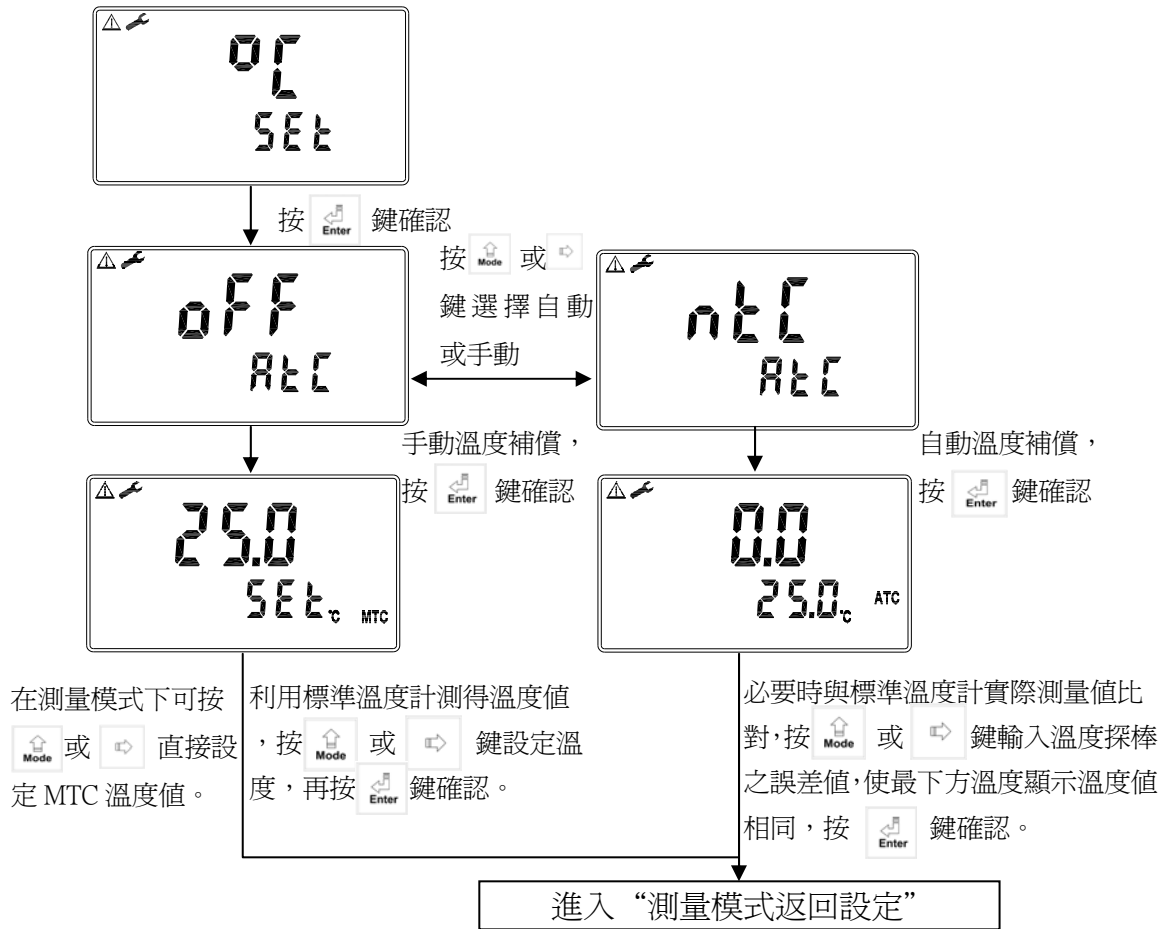 °C
SEt
按 Enter 鍵確認
按 Mode 或
鍵選擇自動
或手動
oFF
AtC
ntC
AtC
手動溫度補償,
按 Enter 鍵確認
自動溫度補償,
按 Enter 鍵確認
25.0
SEt ℃ MTC
0.0
25.0 ℃ ATC
在測量模式下可按
Mode 或 直接設
定 MTC 溫度值。
利用標準溫度計測得溫度值
,按 Mode 或 鍵設定溫
度,再按 Enter 鍵確認。
必要時與標準溫度計實際測量值比
對,按 Mode 或 鍵輸入溫度探棒
之誤差值,使最下方溫度顯示溫度值
相同,按 Enter 鍵確認。
進入“測量模式返回設定”